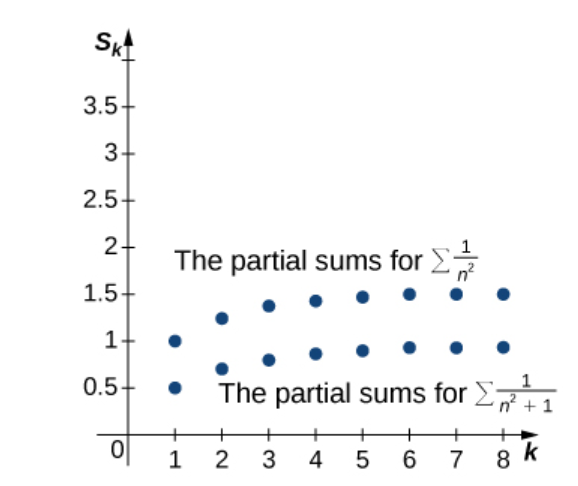 Sₖ
3.5
3
2.5
2
The partial sums for ∑ 1/n²
1.5
1
0.5
The partial sums for ∑ 1/(n² + 1)
0
1 2 3 4 5 6 7 8 k